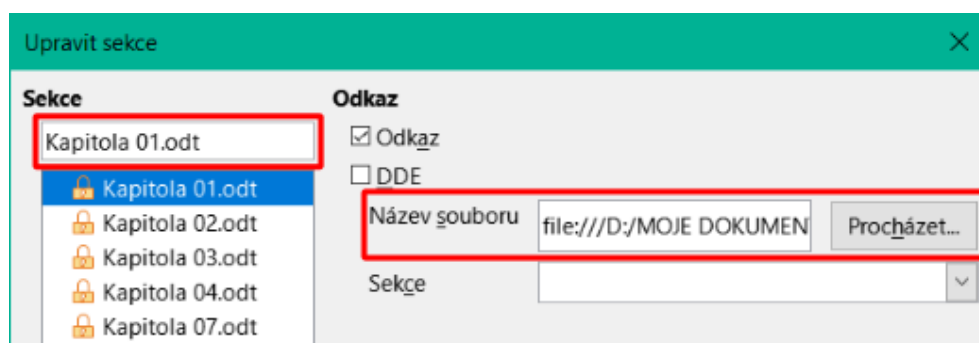 Upravit sekce
Sekce
Kapitola 01.odt
Kapitola 01.odt
Kapitola 02.odt
Kapitola 03.odt
Kapitola 04.odt
Kapitola 07.odt
Odkaz
Odkaz
DDE
Název souboru file:///D:/MOJE DOKUMEN Procházet...
Sekce